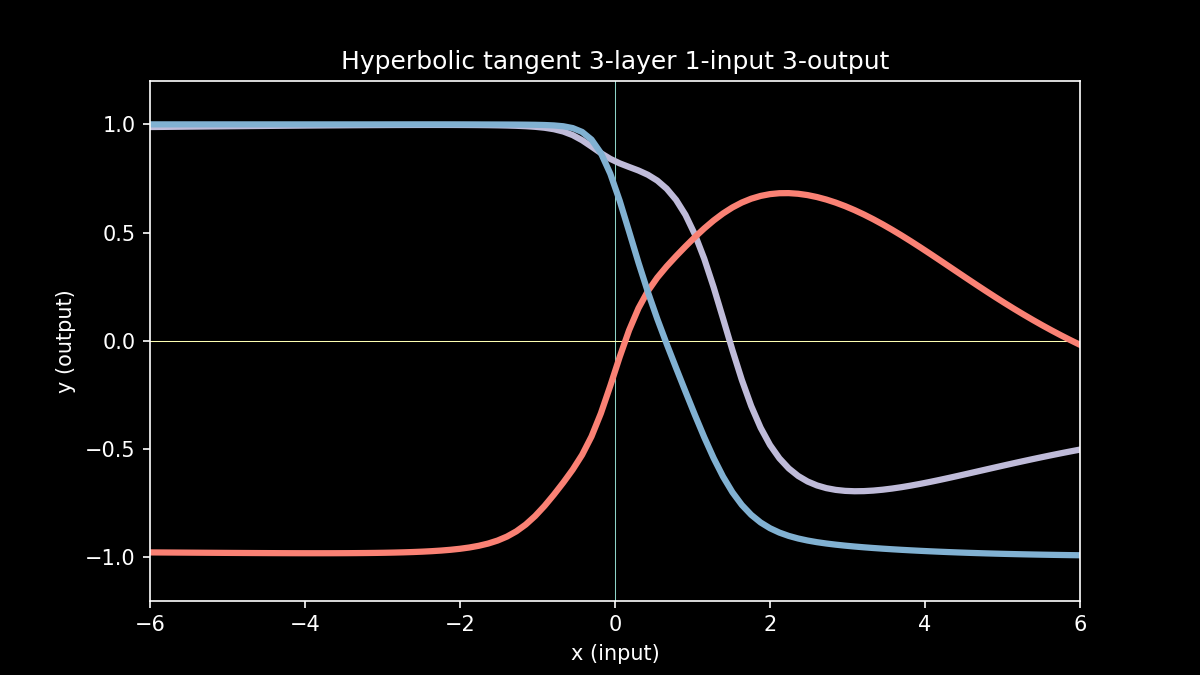 Hyperbolic tangent 3-layer 1-input 3-output
1.0
0.5
0.0
−0.5
−1.0
y (output)
−6 −4 −2 0 2 4 6
x (input)